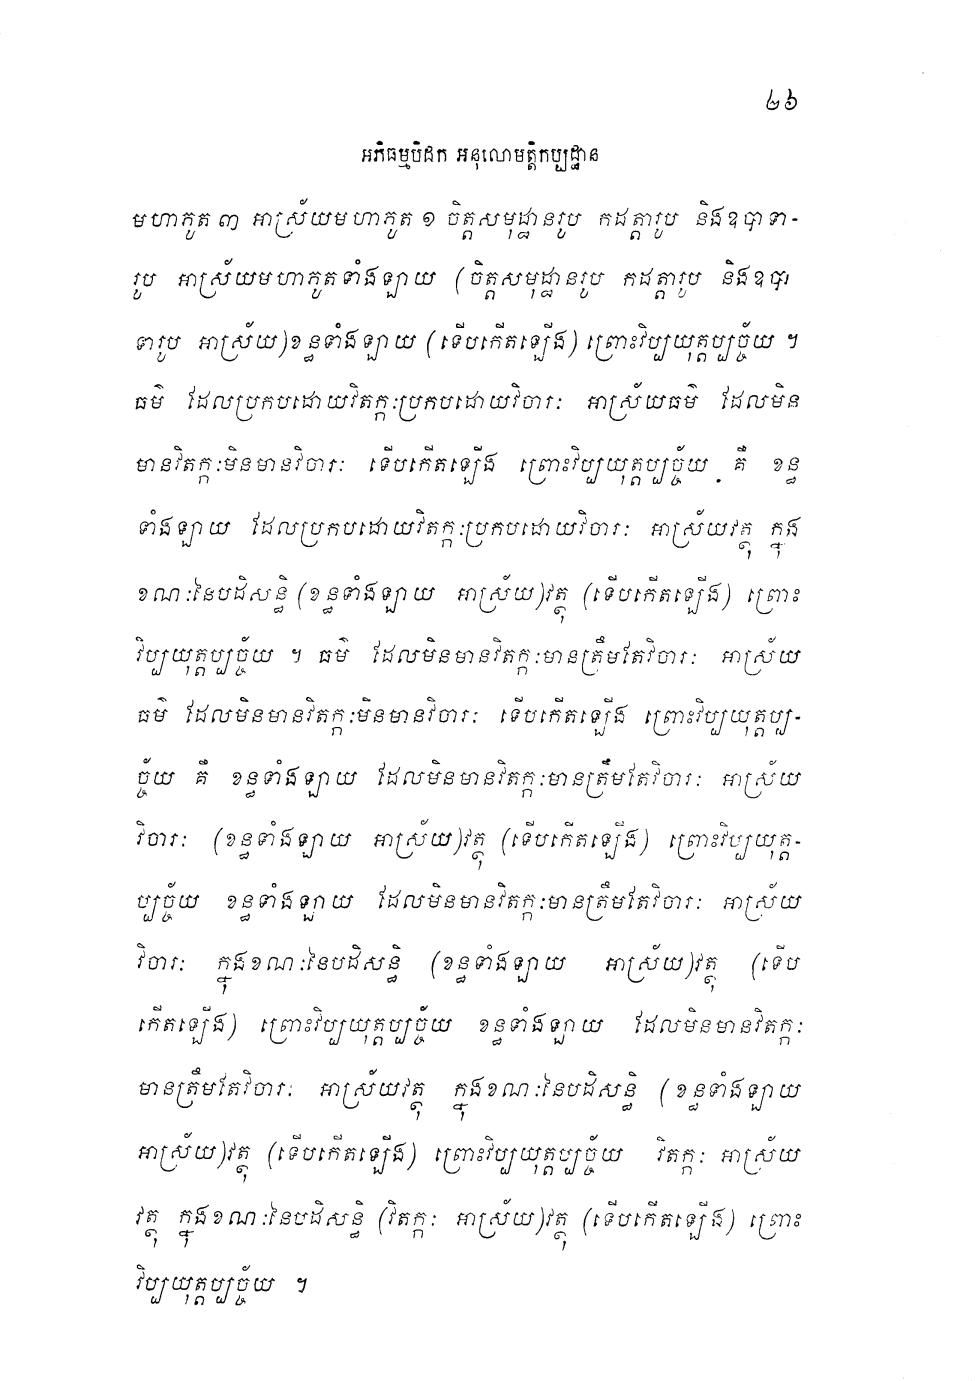 ២៦
អភិធម្មបិដក អនុលោមត្តិកប្បដ្ឋាន
មហាភូត ៣ អាស្រ័យមហាភូត ១ ចិត្តសមុដ្ឋានរូប កដត្តារូប និងឧបាទា-
រូប អាស្រ័យមហាភូតទាំងឡាយ (ចិត្តសមុដ្ឋានរូប កដត្តារូប និងឧបា
ទារូប អាស្រ័យ)ខន្ធទាំងឡាយ (ទើបកើតឡើង) ព្រោះវិប្បយុត្តប្បច្ច័យ ។
ធម៌ ដែលប្រកបដោយវិតក្កៈប្រកបដោយវិចារៈ អាស្រ័យធម៌ ដែលមិន
មានវិតក្កៈមិនមានវិចារៈ ទើបកើតឡើង ព្រោះវិប្បយុត្តប្បច្ច័យ គឺ ខន្ធ
ទាំងឡាយ ដែលប្រកបដោយវិតក្កៈប្រកបដោយវិចារៈ អាស្រ័យវត្ថុ ក្នុង
ខណៈនៃបដិសន្ធិ (ខន្ធទាំងឡាយ អាស្រ័យ)វត្ថុ (ទើបកើតឡើង) ព្រោះ
វិប្បយុត្តប្បច្ច័យ ។ ធម៌ ដែលមិនមានវិតក្កៈមានត្រឹមតែវិចារៈ អាស្រ័យ
ធម៌ ដែលមិនមានវិតក្កៈមិនមានវិចារៈ ទើបកើតឡើង ព្រោះវិប្បយុត្តប្ប-
ច្ច័យ គឺ ខន្ធទាំងឡាយ ដែលមិនមានវិតក្កៈមានត្រឹមតែវិចារៈ អាស្រ័យ
វិចារៈ (ខន្ធទាំងឡាយ អាស្រ័យ)វត្ថុ (ទើបកើតឡើង) ព្រោះវិប្បយុត្ត-
ប្បច្ច័យ ខន្ធទាំងឡាយ ដែលមិនមានវិតក្កៈមានត្រឹមតែវិចារៈ អាស្រ័យ
វិចារៈ ក្នុងខណៈនៃបដិសន្ធិ (ខន្ធទាំងឡាយ អាស្រ័យ)វត្ថុ (ទើប
កើតឡើង) ព្រោះវិប្បយុត្តប្បច្ច័យ ខន្ធទាំងឡាយ ដែលមិនមានវិតក្កៈ
មានត្រឹមតែវិចារៈ អាស្រ័យវត្ថុ ក្នុងខណៈនៃបដិសន្ធិ (ខន្ធទាំងឡាយ
អាស្រ័យ)វត្ថុ (ទើបកើតឡើង) ព្រោះវិប្បយុត្តប្បច្ច័យ វិតក្កៈ អាស្រ័យ
វត្ថុ ក្នុងខណៈនៃបដិសន្ធិ (វិតក្កៈ អាស្រ័យ)វត្ថុ (ទើបកើតឡើង) ព្រោះ
វិប្បយុត្តប្បច្ច័យ ។